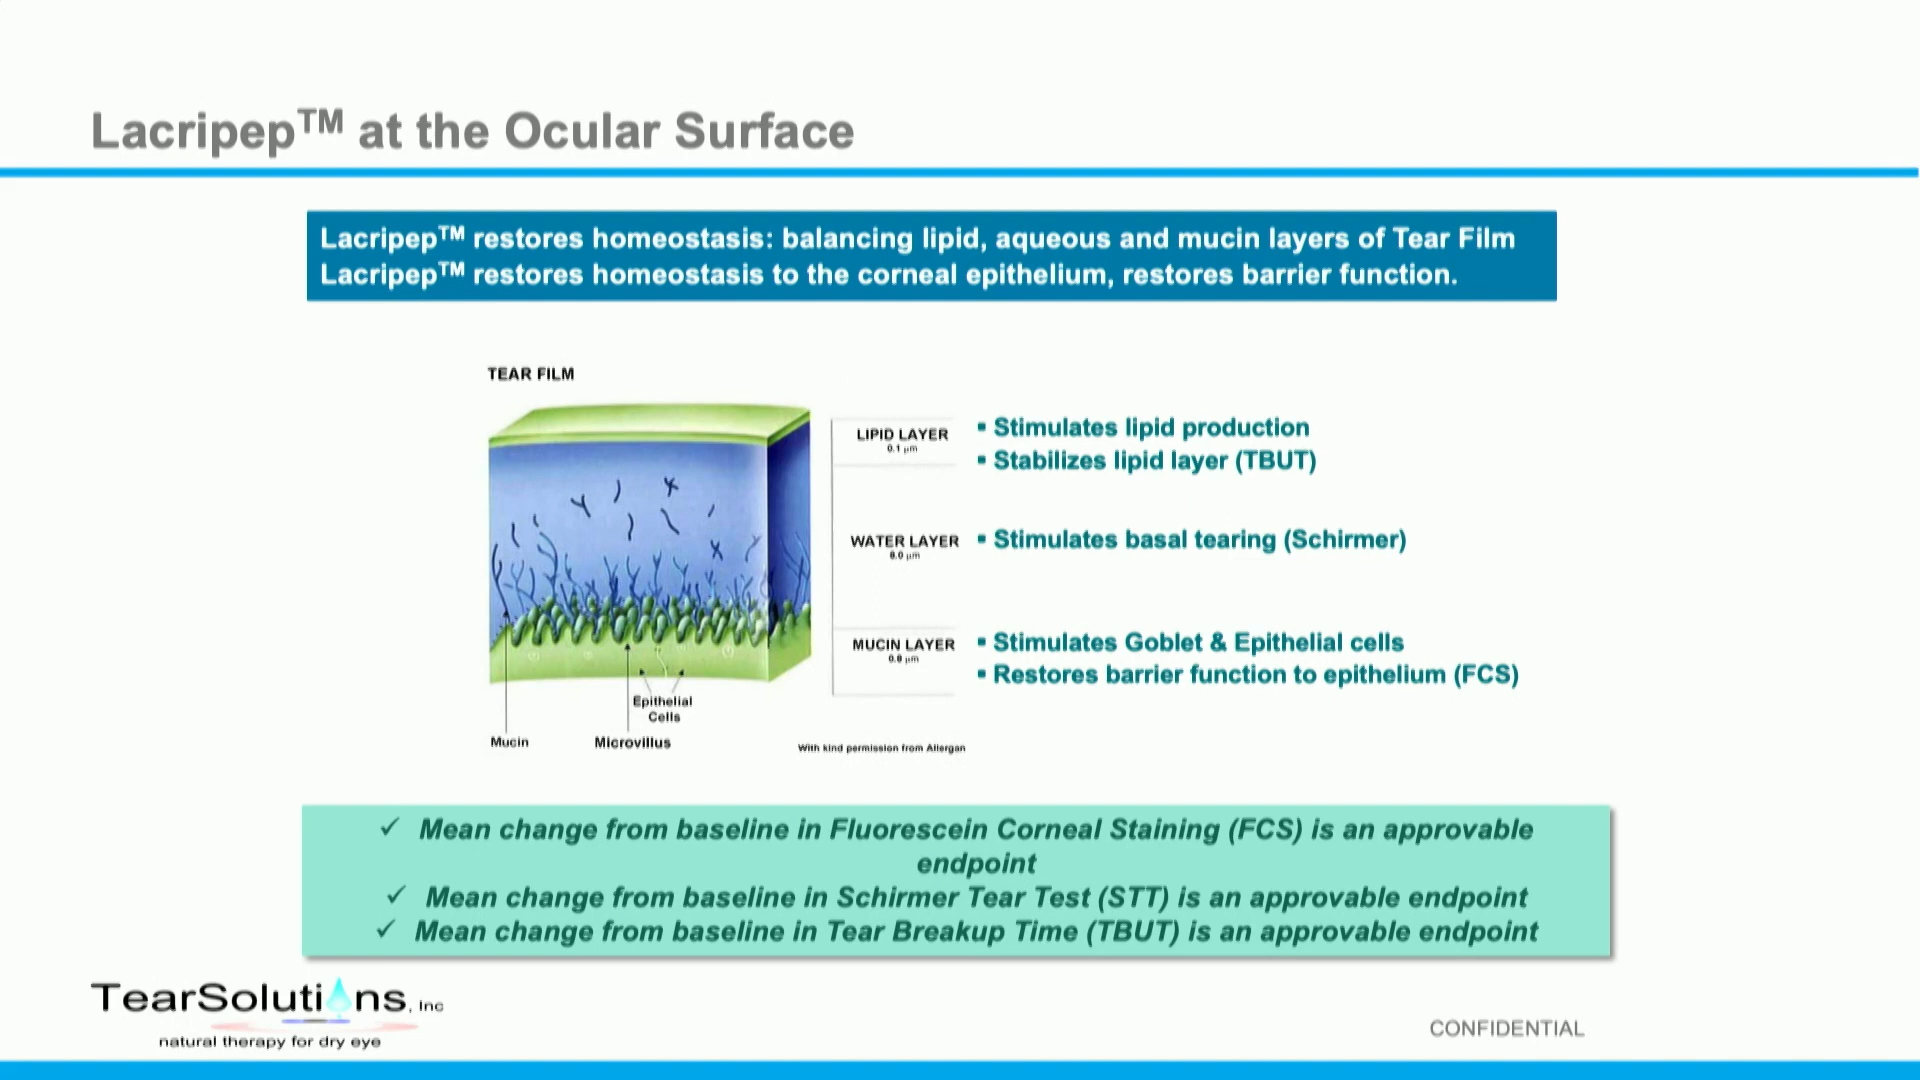 Lacripep™ at the Ocular Surface
Lacripep™ restores homeostasis: balancing lipid, aqueous and mucin layers of Tear Film
Lacripep™ restores homeostasis to the corneal epithelium, restores barrier function.
TEAR FILM
LIPID LAYER
0.1 µm
▪ Stimulates lipid production
▪ Stabilizes lipid layer (TBUT)
WATER LAYER
8.0 µm
▪ Stimulates basal tearing (Schirmer)
MUCIN LAYER
0.8 µm
▪ Stimulates Goblet & Epithelial cells
▪ Restores barrier function to epithelium (FCS)
Epithelial
Cells
Mucin
Microvillus
With kind permission from Allergan
✓ Mean change from baseline in Fluorescein Corneal Staining (FCS) is an approvable
endpoint
✓ Mean change from baseline in Schirmer Tear Test (STT) is an approvable endpoint
✓ Mean change from baseline in Tear Breakup Time (TBUT) is an approvable endpoint
TearSolutions, Inc
natural therapy for dry eye
CONFIDENTIAL